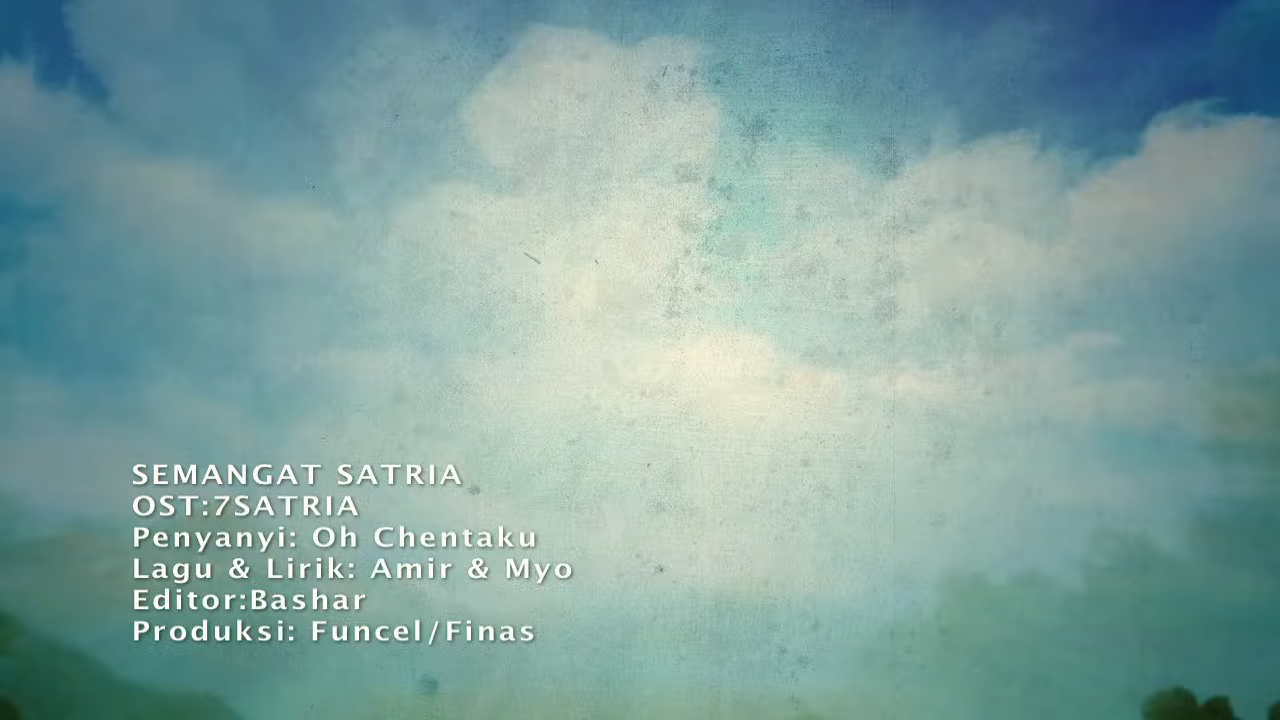 SEMANGAT SATRIA
OST:7SATRIA
Penyanyi: Oh Chentaku
Lagu & Lirik: Amir & Myo
Editor:Bashar
Produksi: Funcel/Finas